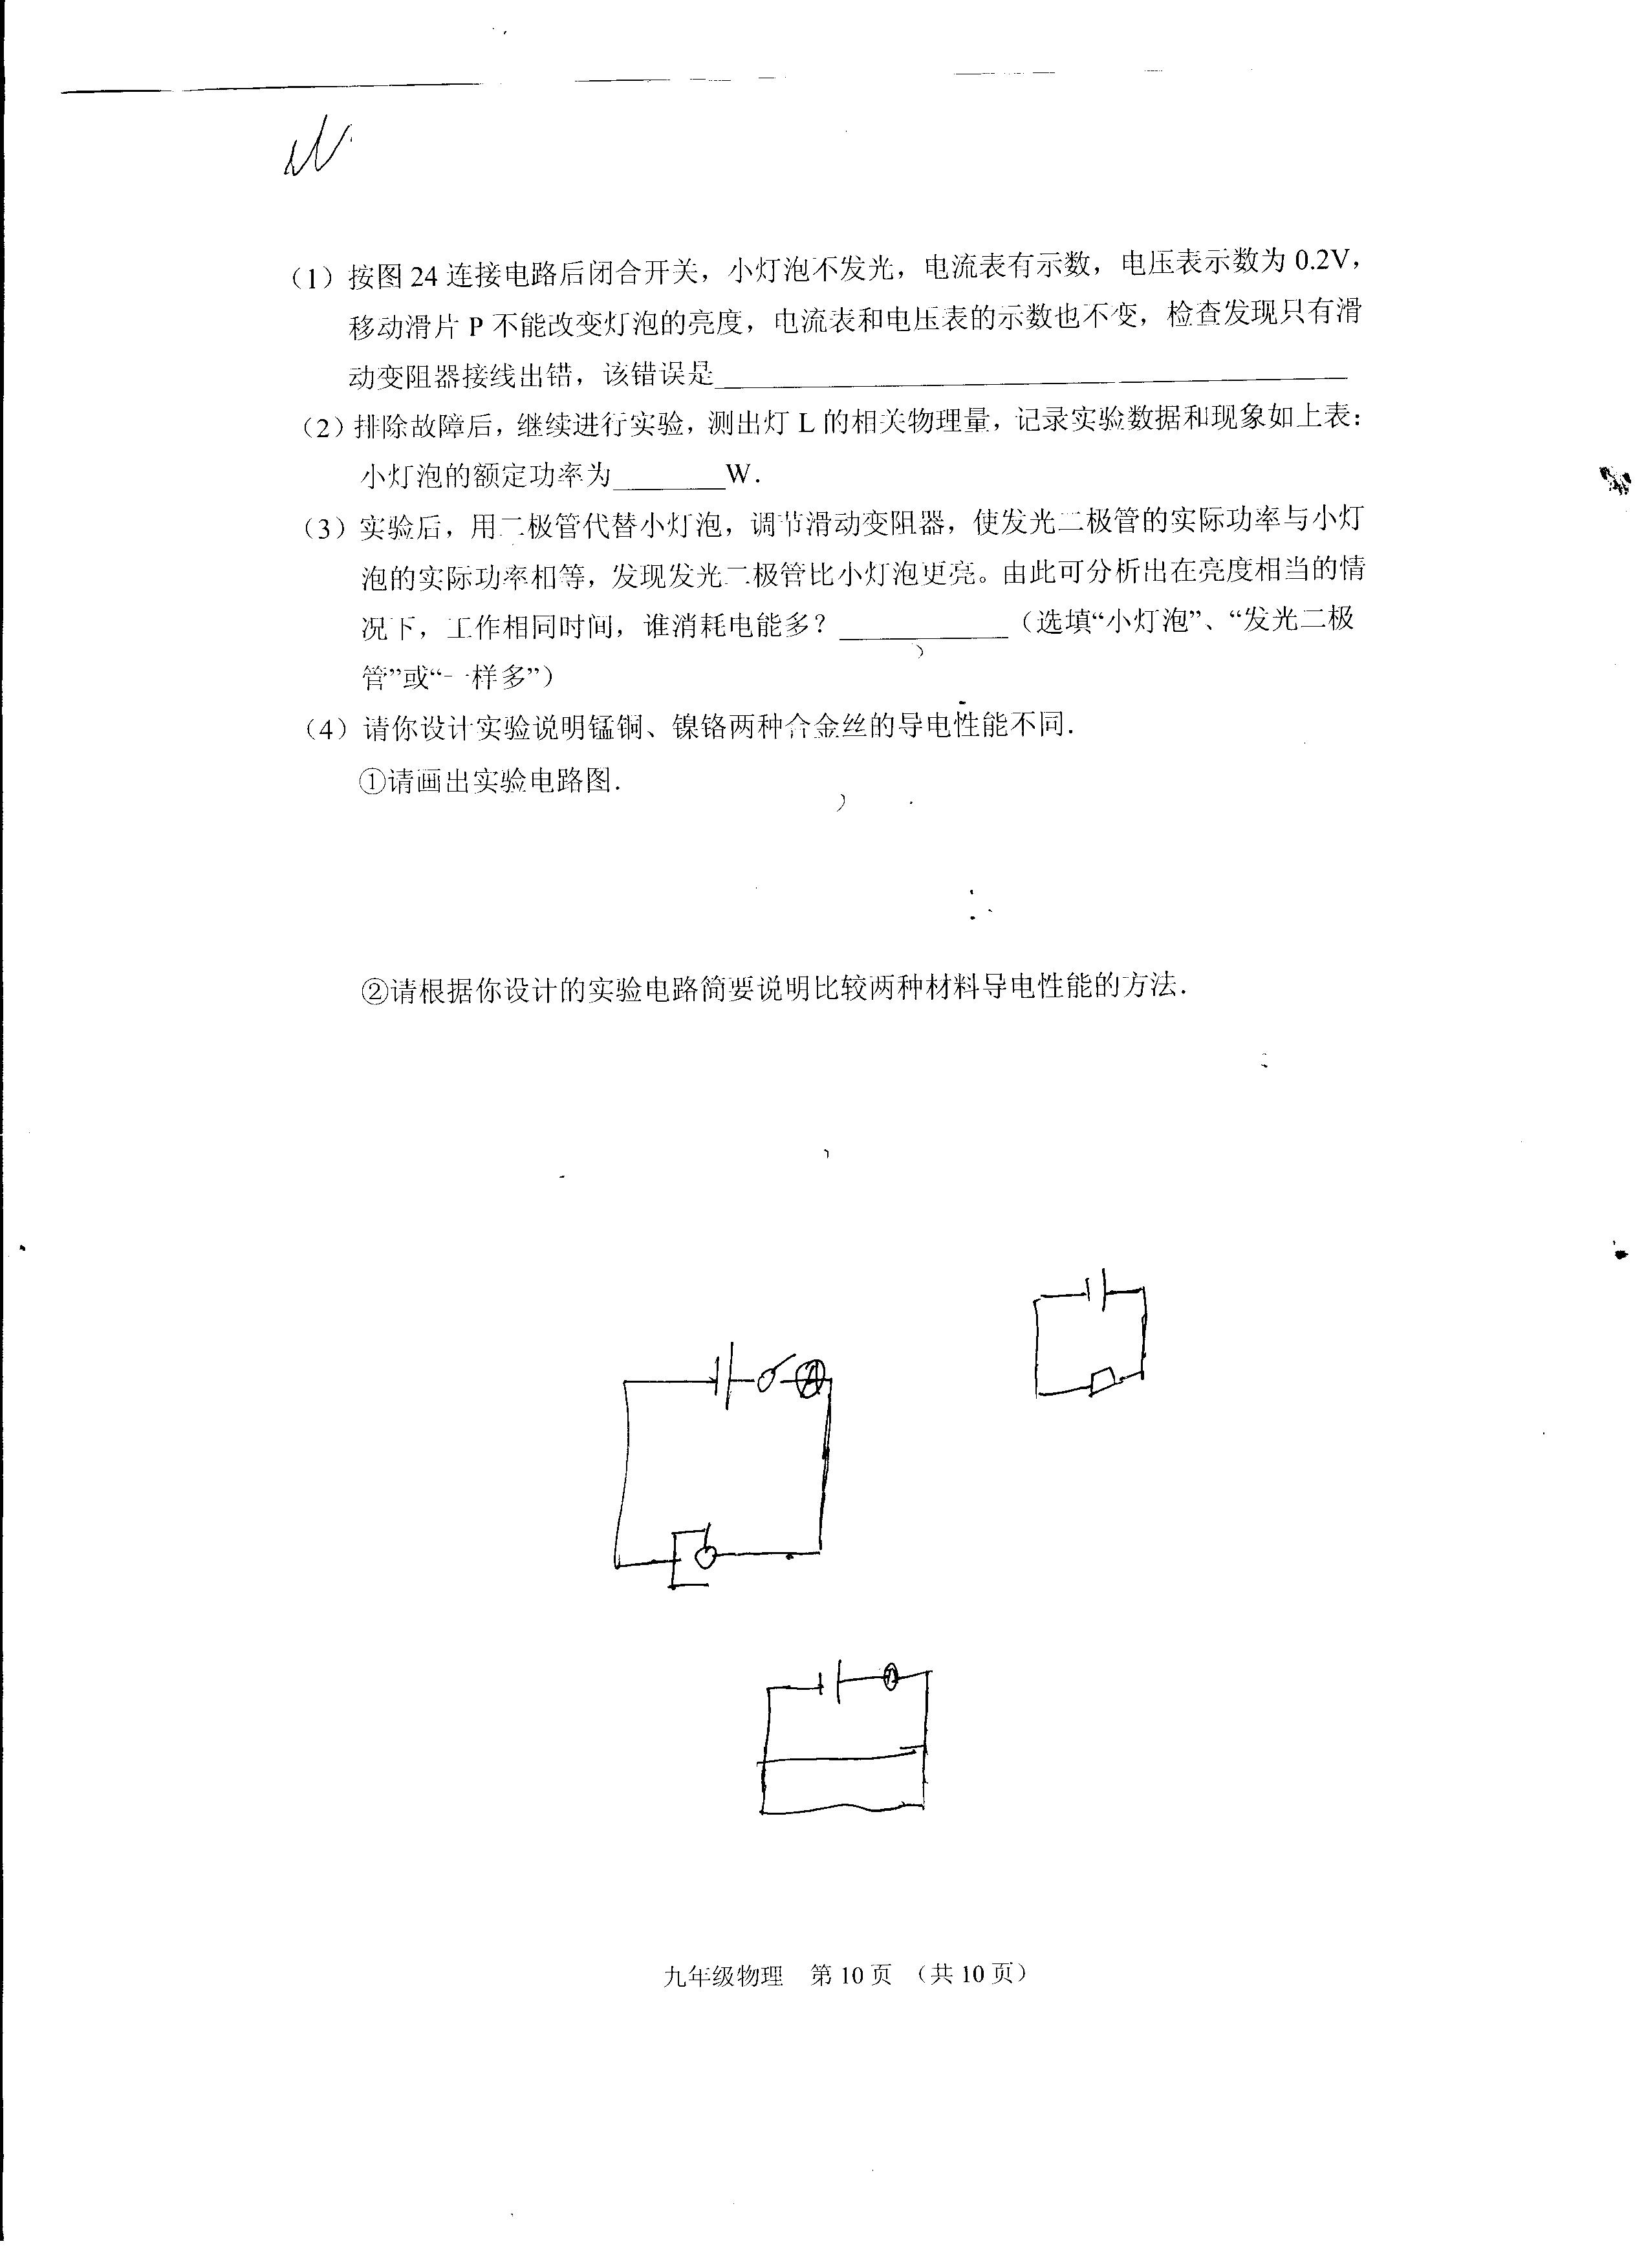 （1）按图 24 连接电路后闭合开关，小灯泡不发光，电流表有示数，电压表示数为 0.2V，
移动滑片 P 不能改变灯泡的亮度，电流表和电压表的示数也不变，检查发现只有滑
动变阻器接线出错，该错误是____________
（2）排除故障后，继续进行实验，测出灯 L 的相关物理量，记录实验数据和现象如上表：
小灯泡的额定功率为________W.
（3）实验后，用二极管代替小灯泡，调节滑动变阻器，使发光二极管的实际功率与小灯
泡的实际功率相等，发现发光二极管比小灯泡更亮。由此可分析出在亮度相当的情
况下，工作相同时间，谁消耗电能多？____________（选填“小灯泡”、“发光二极
管”或“一样多”）
（4）请你设计实验说明锰铜、镍铬两种合金丝的导电性能不同.
①请画出实验电路图.
②请根据你设计的实验电路简要说明比较两种材料导电性能的方法.
A
九年级物理 第 10 页 （共 10 页）